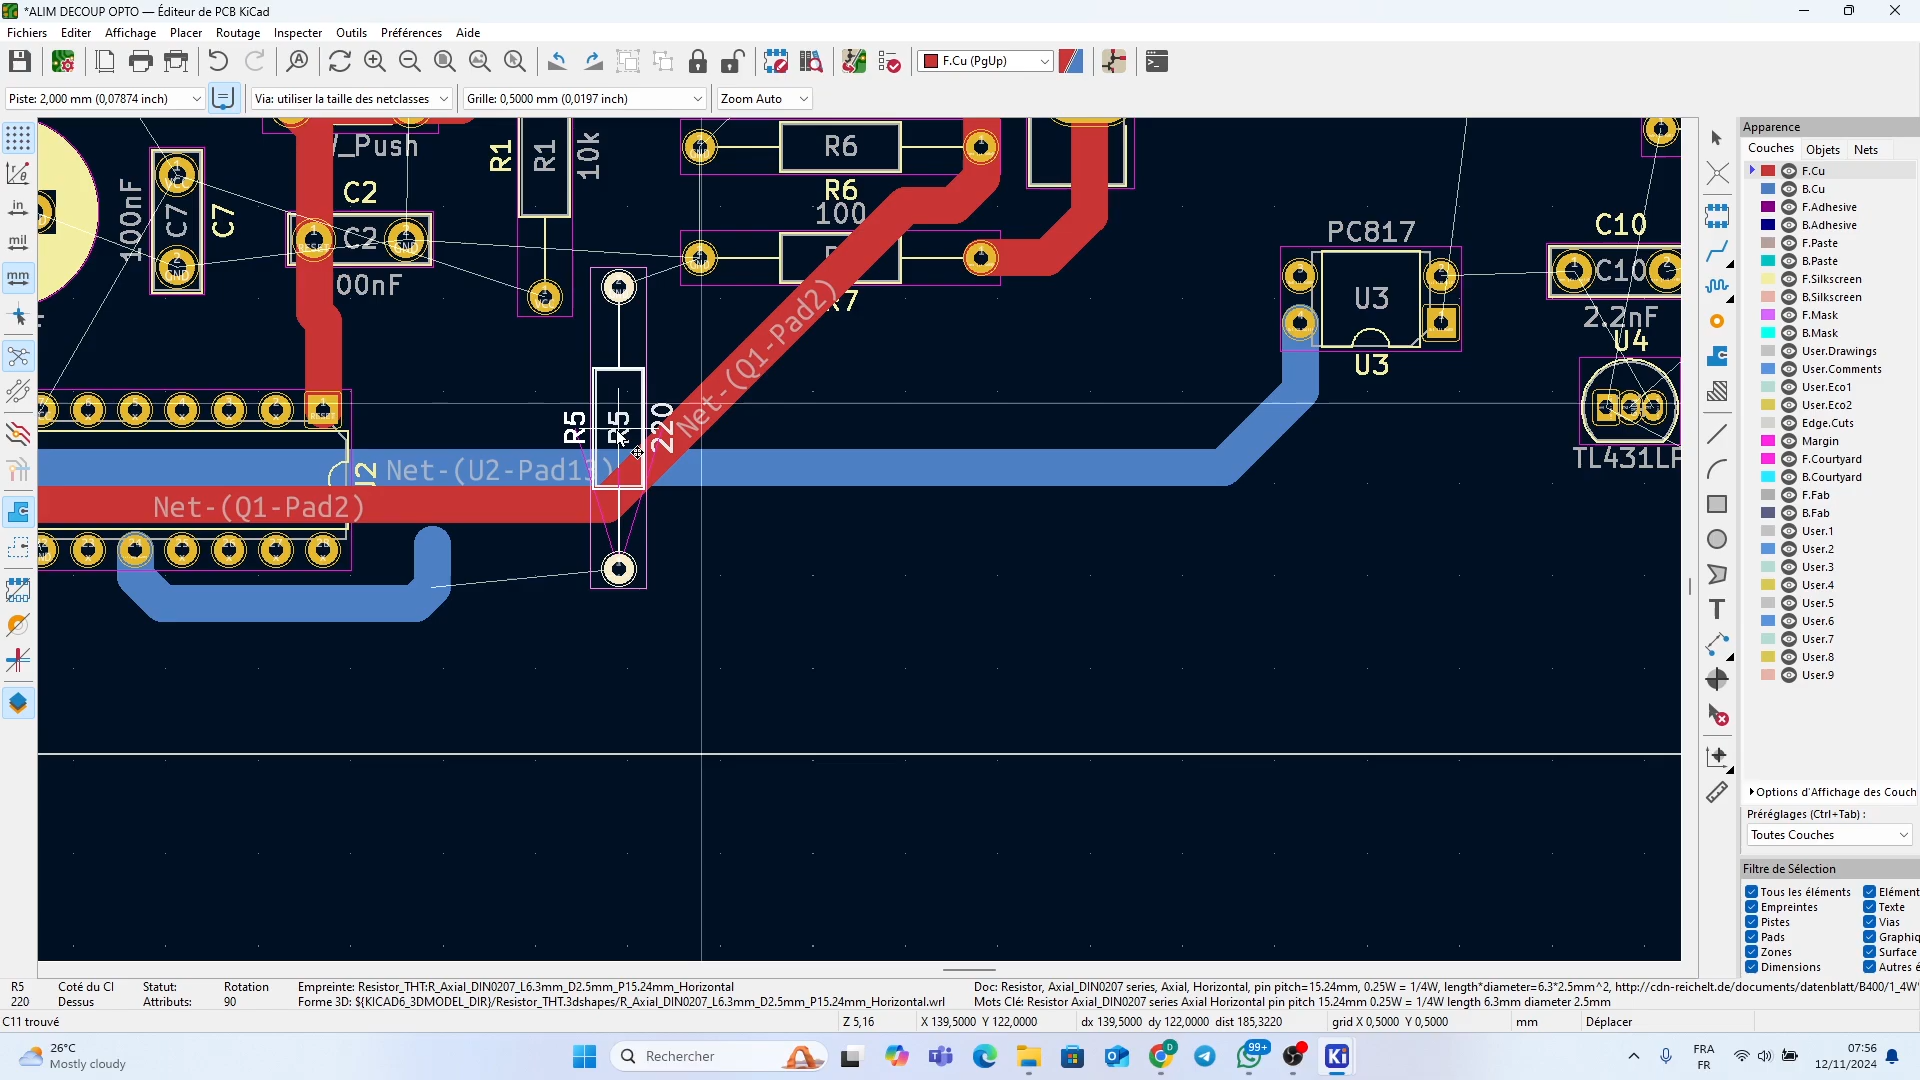 *ALIM DECOUP OPTO — Éditeur de PCB KiCad
Fichiers Editer Affichage Placer Routage Inspecter Outils Préférences Aide
F.Cu (PgUp)
Piste: 2,000 mm (0,07874 inch) Via: utiliser la taille des netclasses Grille: 0,5000 mm (0,0197 inch) Zoom Auto
Apparence
Couches Objets Nets
F.Cu
B.Cu
F.Adhesive
B.Adhesive
F.Paste
B.Paste
F.Silkscreen
B.Silkscreen
F.Mask
B.Mask
User.Drawings
User.Comments
User.Eco1
User.Eco2
Edge.Cuts
Margin
F.Courtyard
B.Courtyard
F.Fab
B.Fab
User.1
User.2
User.3
User.4
User.5
User.6
User.7
User.8
User.9
Options d'Affichage des Couch
Préréglages (Ctrl+Tab) :
Toutes Couches
Filtre de Sélection
Tous les éléments Elément
Empreintes Texte
Pistes Vias
Pads Graphiq
Zones Surface
Dimensions Autres é
in
mil
mm
_Push
R1
R1
10k
R6
R6
100
100nF
C7
C7
C2
C2
00nF
R7
PC817
U3
U3
C10
C10
2.2nF
U4
TL431LP
R5
R5
220
Net-(Q1-Pad2)
Net-(U2-Pad13)
Net-(Q1-Pad2)
U2
RESET
GND
VCC
R5 Coté du CI Statut: Rotation Empreinte: Resistor_THT:R_Axial_DIN0207_L6.3mm_D2.5mm_P15.24mm_Horizontal Doc: Resistor, Axial_DIN0207 series, Axial, Horizontal, pin pitch=15.24mm, 0.25W = 1/4W, length*diameter=6.3*2.5mm^2, http://cdn-reichelt.de/documents/datenblatt/B400/1_4W
220 Dessus Attributs: 90 Forme 3D: ${KICAD6_3DMODEL_DIR}/Resistor_THT.3dshapes/R_Axial_DIN0207_L6.3mm_D2.5mm_P15.24mm_Horizontal.wrl Mots Clé: Resistor Axial_DIN0207 series Axial Horizontal pin pitch 15.24mm 0.25W = 1/4W length 6.3mm diameter 2.5mm
C11 trouvé Z 5,16 X 139,5000 Y 122,0000 dx 139,5000 dy 122,0000 dist 185,3220 grid X 0,5000 Y 0,5000 mm Déplacer
26°C
Mostly cloudy
Rechercher
99+
FRA
FR
07:56
12/11/2024